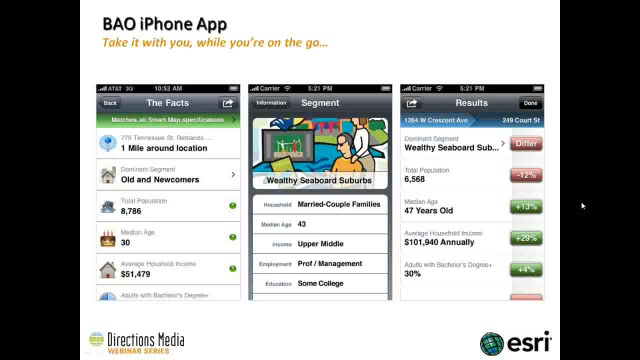 BAO iPhone App
Take it with you, while you're on the go…
AT&T 3G 10:52 AM
Back The Facts
Matches all Smart Map specifications
775 Tennessee St, Redlands...
1 Mile around location
Dominant Segment
Old and Newcomers
Total Population
8,786
Median Age
30
Average Houshold Income
$51,479
Adults with Bachelor's Degree+
Carrier 5:21 PM
Information Segment
Wealthy Seaboard Suburbs
Household Married-Couple Families
Median Age 43
Income Upper Middle
Employment Prof / Management
Education Some College
Carrier 5:21 PM
Results Done
1264 W Crescent Ave 249 Court St
Dominant Segment
Wealthy Seaboard Sub... Differ
Total Population
6,568 -12%
Median Age
47 Years Old +13%
Average Household Income
$101,940 Annually +29%
Adults with Bachelor's Degree+
30% +4%
Directions Media
WEBINAR SERIES
esri